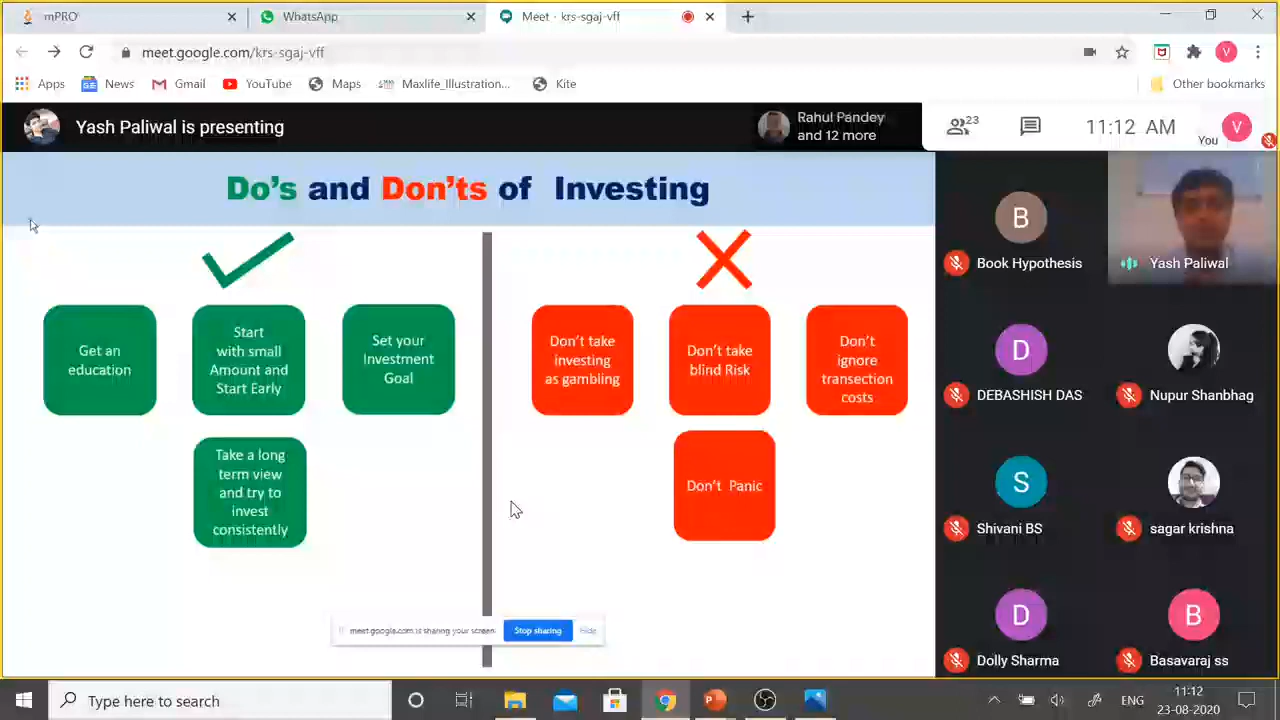 mPRO
WhatsApp
Meet - krs-sgaj-vff
meet.google.com/krs-sgaj-vff
Apps
News
Gmail
YouTube
Maps
Maxlife_Illustration...
Kite
Other bookmarks
Yash Paliwal is presenting
Rahul Pandey
and 12 more
23
11:12 AM
You
V
Do's and Don'ts of Investing
Get an
education
Start
with small
Amount and
Start Early
Set your
Investment
Goal
Take a long
term view
and try to
invest
consistently
Don't take
investing
as gambling
Don't take
blind Risk
Don't
ignore
transection
costs
Don't Panic
meet.google.com is sharing your screen.
Stop sharing
Hide
B
Book Hypothesis
Yash Paliwal
D
DEBASHISH DAS
Nupur Shanbhag
S
Shivani BS
sagar krishna
D
Dolly Sharma
B
Basavaraj ss
Type here to search
ENG
11:12
23-08-2020